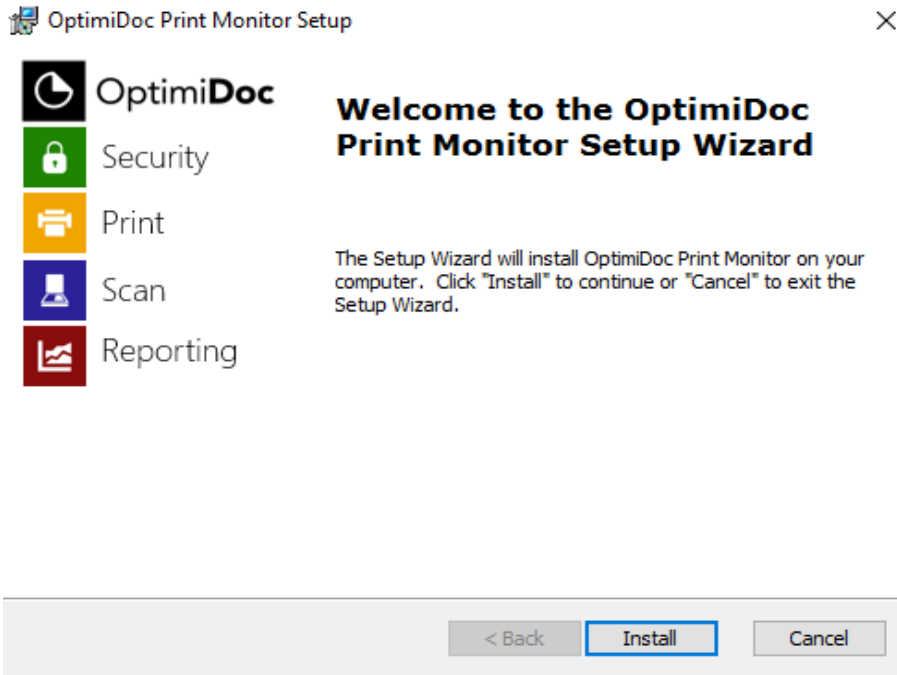 OptimiDoc Print Monitor Setup
OptimiDoc
Security
Print
Scan
Reporting
Welcome to the OptimiDoc
Print Monitor Setup Wizard
The Setup Wizard will install OptimiDoc Print Monitor on your
computer.  Click "Install" to continue or "Cancel" to exit the
Setup Wizard.
< Back
Install
Cancel